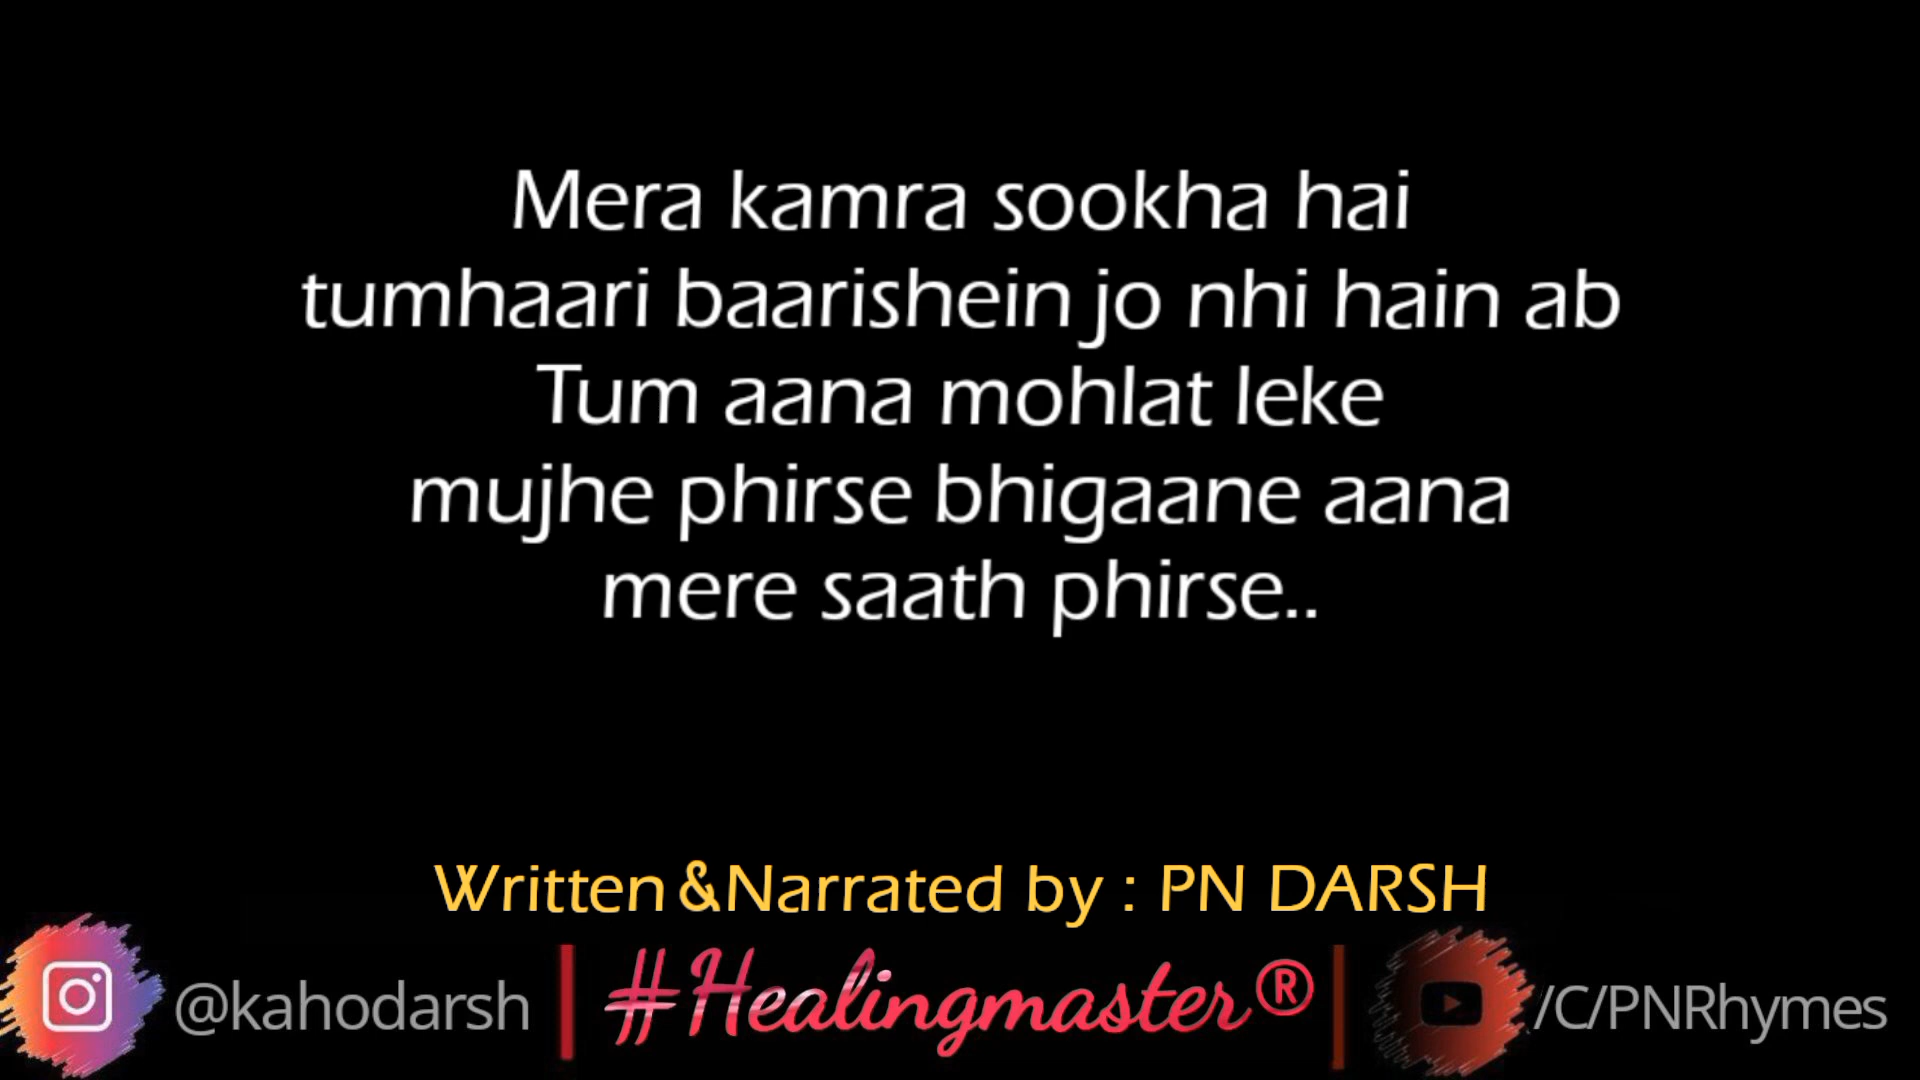 Mera kamra sookha hai
tumhaari baarishein jo nhi hain ab
Tum aana mohlat leke
mujhe phirse bhigaane aana
mere saath phirse..
Written &Narrated by : PN DARSH
@kahodarsh
#Healingmaster®
/C/PNRhymes